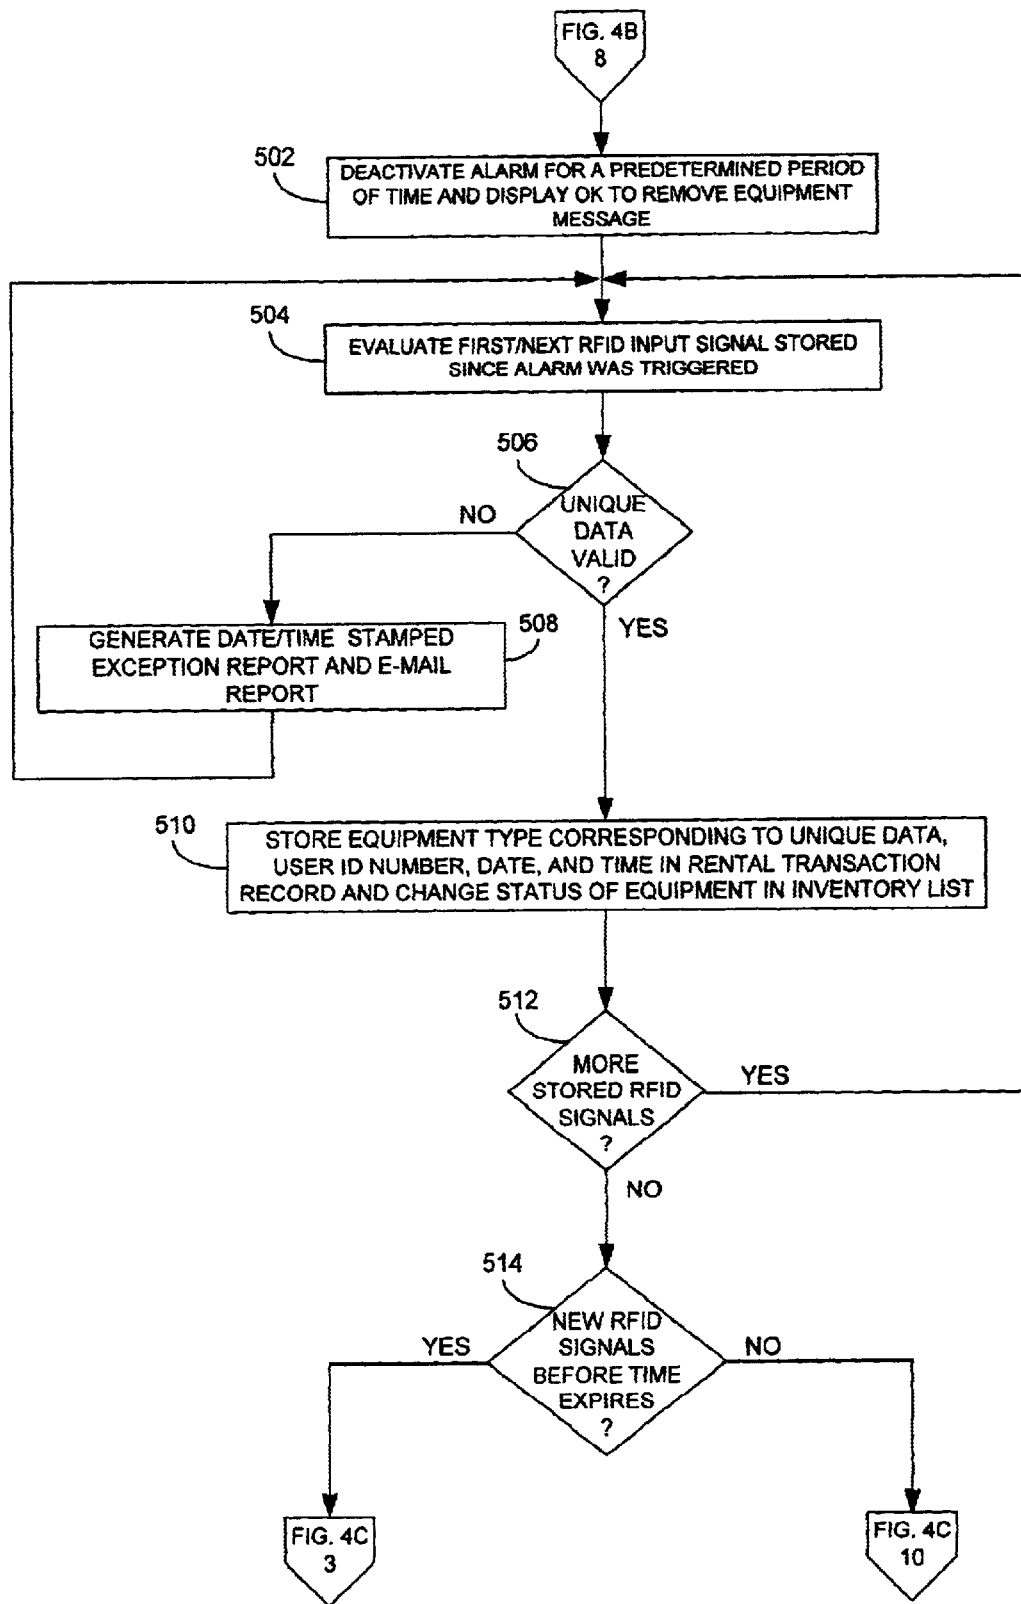 FIG. 4B
8
502
DEACTIVATE ALARM FOR A PREDETERMINED PERIOD
OF TIME AND DISPLAY OK TO REMOVE EQUIPMENT
MESSAGE
504
EVALUATE FIRST/NEXT RFID INPUT SIGNAL STORED
SINCE ALARM WAS TRIGGERED
506
UNIQUE
DATA
VALID
?
NO
YES
508
GENERATE DATE/TIME STAMPED
EXCEPTION REPORT AND E-MAIL
REPORT
510
STORE EQUIPMENT TYPE CORRESPONDING TO UNIQUE DATA,
USER ID NUMBER, DATE, AND TIME IN RENTAL TRANSACTION
RECORD AND CHANGE STATUS OF EQUIPMENT IN INVENTORY LIST
512
MORE
STORED RFID
SIGNALS
?
YES
NO
514
NEW RFID
SIGNALS
BEFORE TIME
EXPIRES
?
YES
NO
FIG. 4C
3
FIG. 4C
10